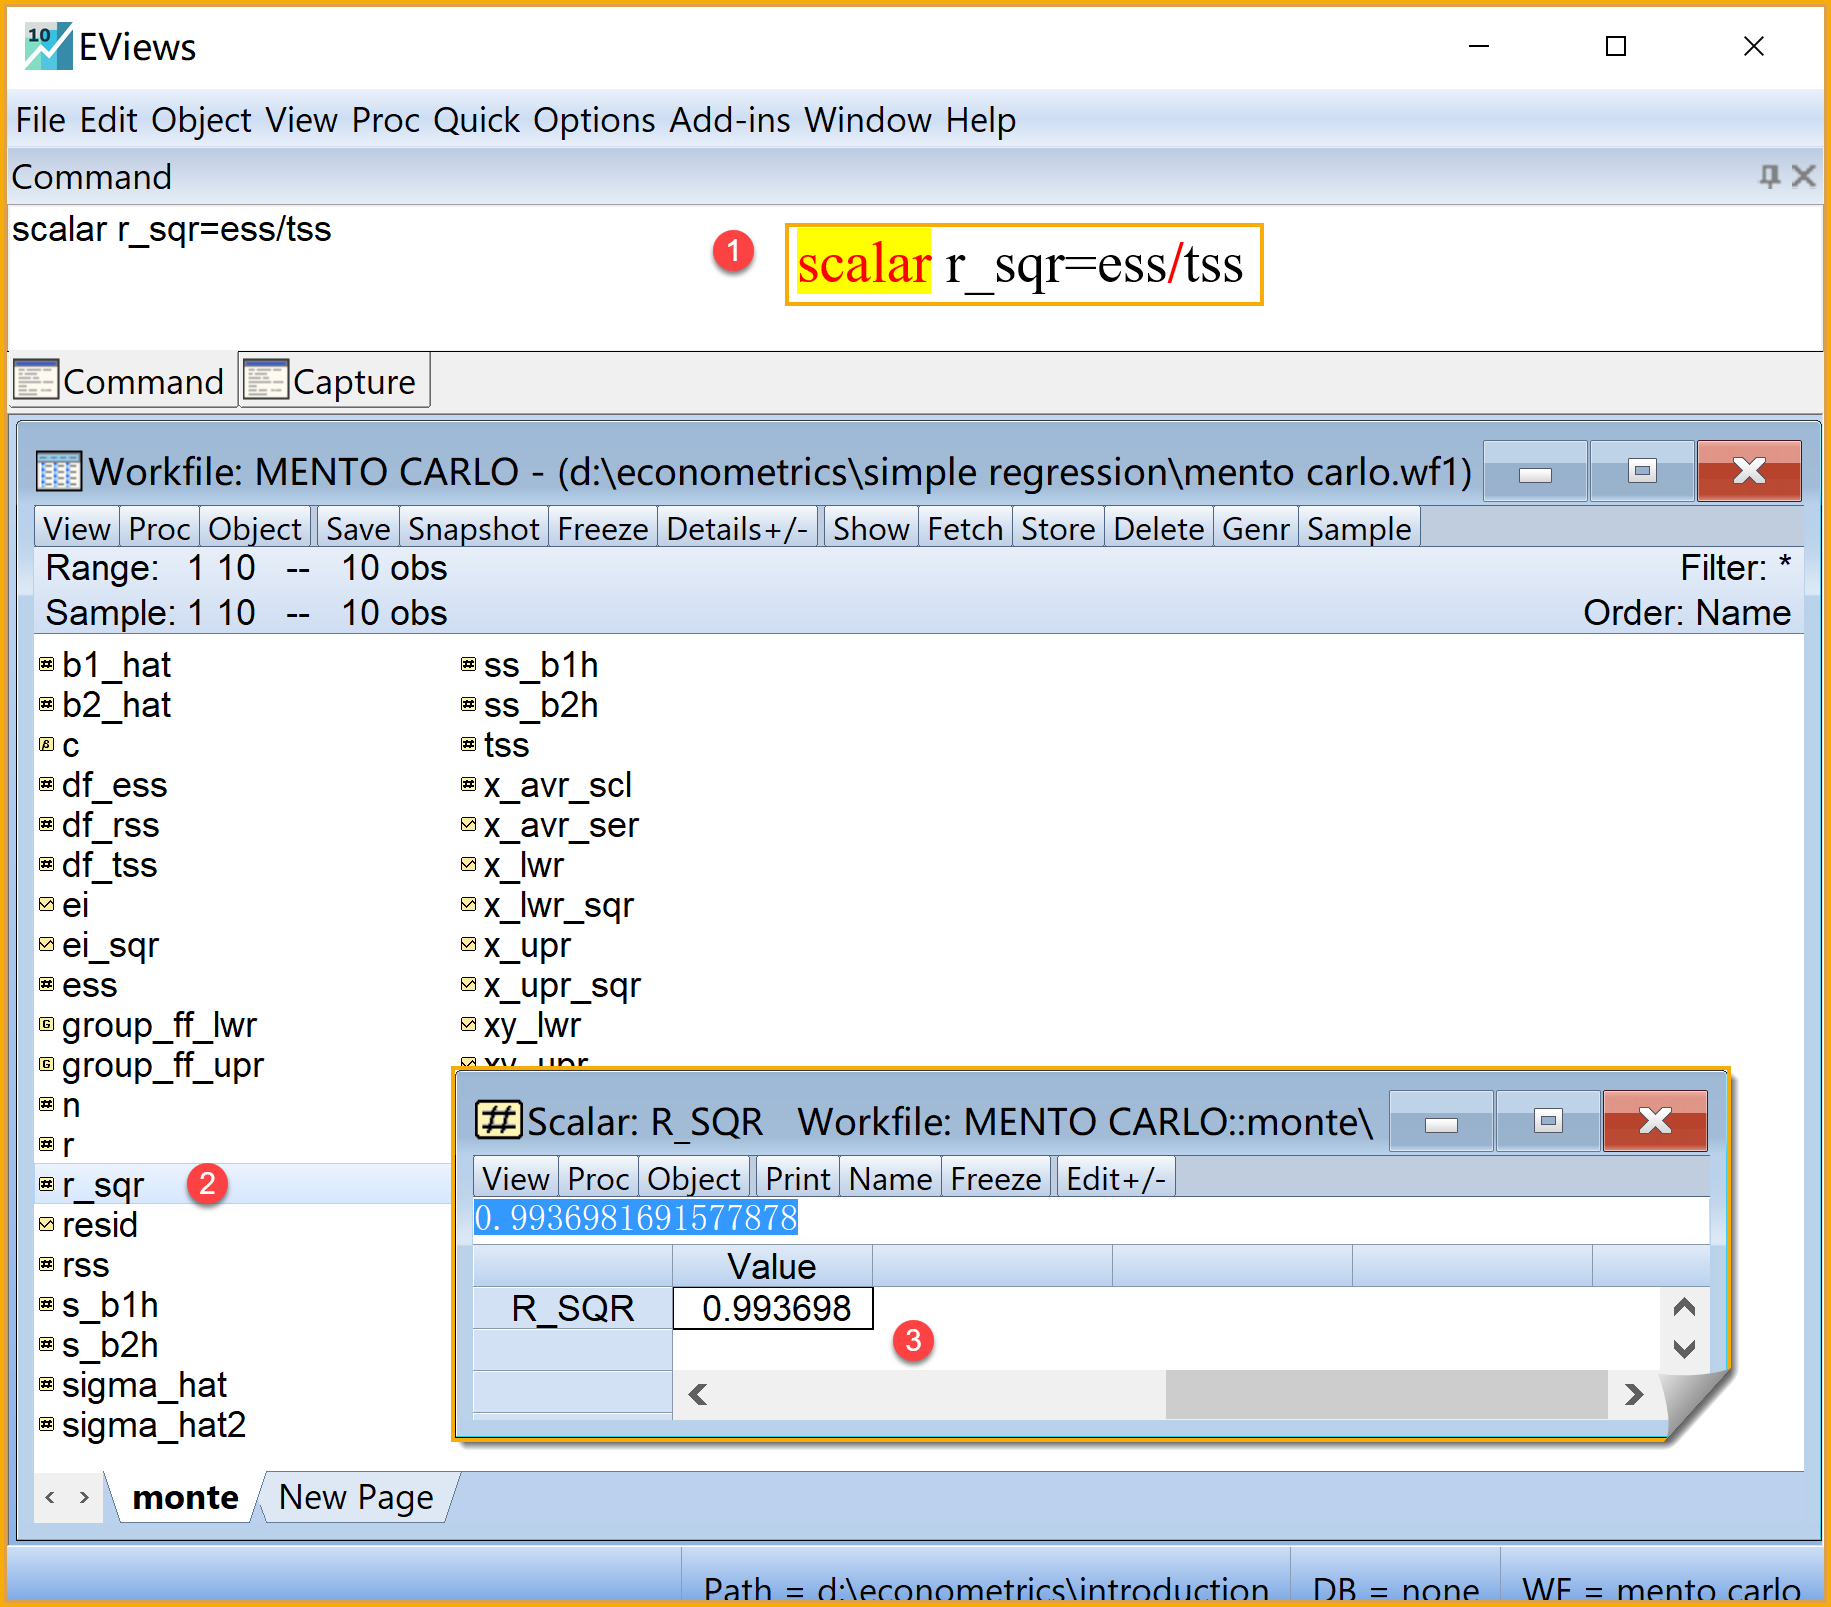 10 EViews
File Edit Object View Proc Quick Options Add-ins Window Help
Command
scalar r_sqr=ess/tss
1 scalar r_sqr=ess/tss
Command Capture
Workfile: MENTO CARLO - (d:\econometrics\simple regression\mento carlo.wf1)
View Proc Object Save Snapshot Freeze Details+/- Show Fetch Store Delete Genr Sample
Range: 1 10 -- 10 obs Filter: *
Sample: 1 10 -- 10 obs Order: Name
b1_hat
b2_hat
c
df_ess
df_rss
df_tss
ei
ei_sqr
ess
group_ff_lwr
group_ff_upr
n
r
r_sqr 2
resid
rss
s_b1h
s_b2h
sigma_hat
sigma_hat2
ss_b1h
ss_b2h
tss
x_avr_scl
x_avr_ser
x_lwr
x_lwr_sqr
x_upr
x_upr_sqr
xy_lwr
xy_upr
Scalar: R_SQR Workfile: MENTO CARLO::monte\
View Proc Object Print Name Freeze Edit+/-
0.9936981691577878
Value
R_SQR 0.993698
3
monte New Page
Path = d:\econometrics\introduction DB = none WF = mento carlo